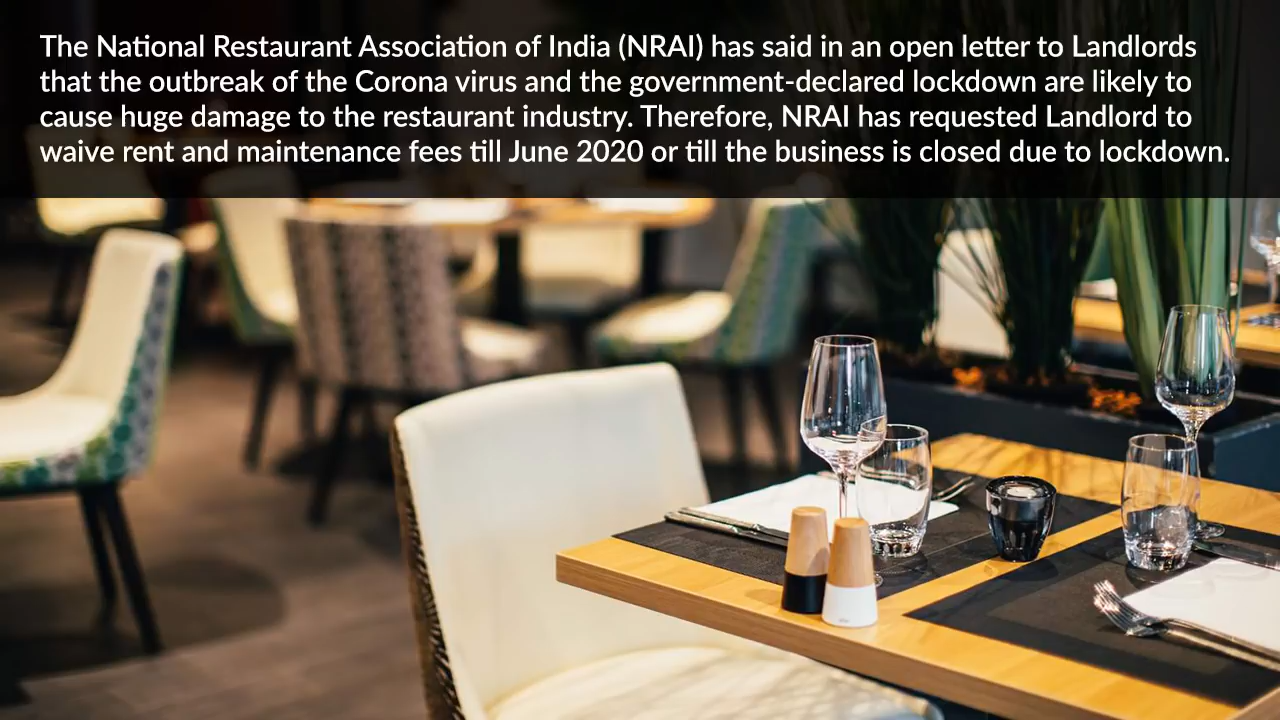 The National Restaurant Association of India (NRAI) has said in an open letter to Landlords
that the outbreak of the Corona virus and the government-declared lockdown are likely to
cause huge damage to the restaurant industry. Therefore, NRAI has requested Landlord to
waive rent and maintenance fees till June 2020 or till the business is closed due to lockdown.